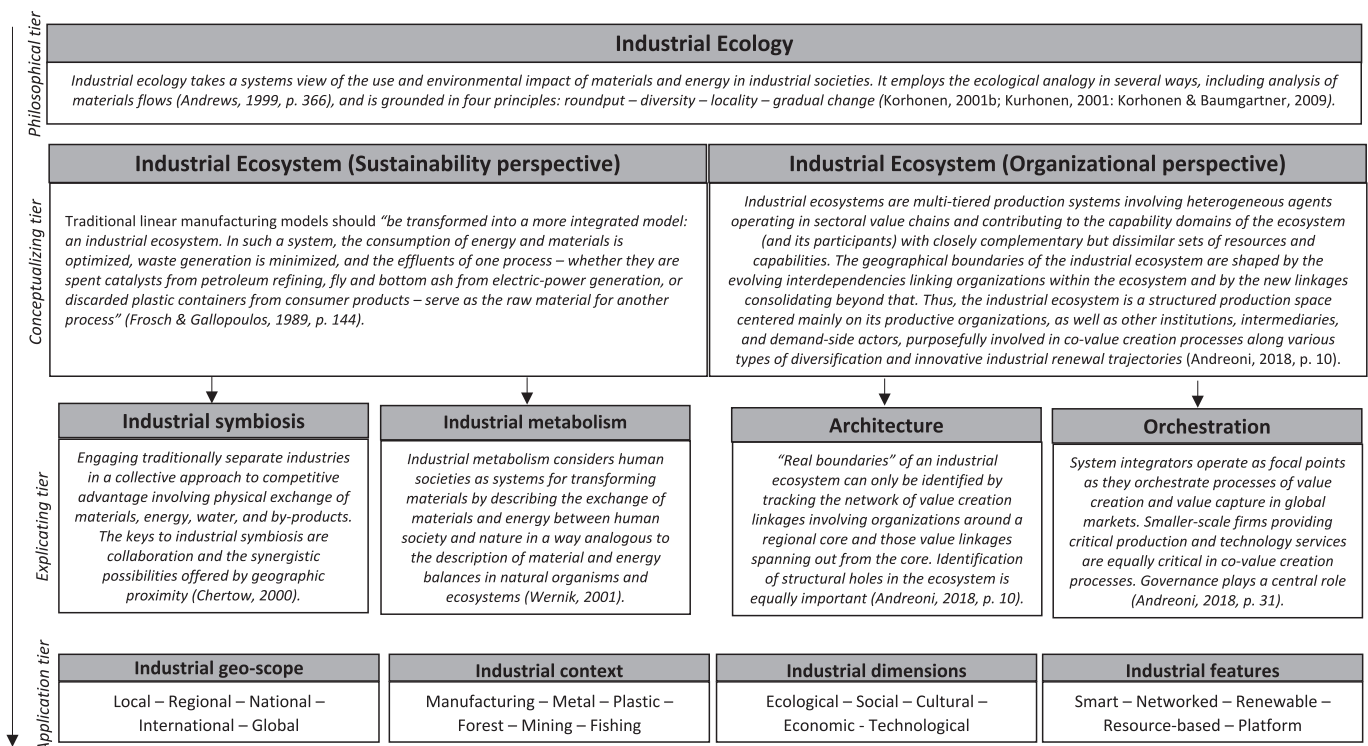 Philosophical tier
Industrial Ecology
Industrial ecology takes a systems view of the use and environmental impact of materials and energy in industrial societies. It employs the ecological analogy in several ways, including analysis of
materials flows (Andrews, 1999, p. 366), and is grounded in four principles: roundput – diversity – locality – gradual change (Korhonen, 2001b; Kurhonen, 2001: Korhonen & Baumgartner, 2009).
Conceptualizing tier
Industrial Ecosystem (Sustainability perspective)
Traditional linear manufacturing models should “be transformed into a more integrated model:
an industrial ecosystem. In such a system, the consumption of energy and materials is
optimized, waste generation is minimized, and the effluents of one process – whether they are
spent catalysts from petroleum refining, fly and bottom ash from electric-power generation, or
discarded plastic containers from consumer products – serve as the raw material for another
process” (Frosch & Gallopoulos, 1989, p. 144).
Industrial Ecosystem (Organizational perspective)
Industrial ecosystems are multi-tiered production systems involving heterogeneous agents
operating in sectoral value chains and contributing to the capability domains of the ecosystem
(and its participants) with closely complementary but dissimilar sets of resources and
capabilities. The geographical boundaries of the industrial ecosystem are shaped by the
evolving interdependencies linking organizations within the ecosystem and by the new linkages
consolidating beyond that. Thus, the industrial ecosystem is a structured production space
centered mainly on its productive organizations, as well as other institutions, intermediaries,
and demand-side actors, purposefully involved in co-value creation processes along various
types of diversification and innovative industrial renewal trajectories (Andreoni, 2018, p. 10).
Explicating tier
Industrial symbiosis
Engaging traditionally separate industries
in a collective approach to competitive
advantage involving physical exchange of
materials, energy, water, and by-products.
The keys to industrial symbiosis are
collaboration and the synergistic
possibilities offered by geographic
proximity (Chertow, 2000).
Industrial metabolism
Industrial metabolism considers human
societies as systems for transforming
materials by describing the exchange of
materials and energy between human
society and nature in a way analogous to
the description of material and energy
balances in natural organisms and
ecosystems (Wernik, 2001).
Architecture
“Real boundaries” of an industrial
ecosystem can only be identified by
tracking the network of value creation
linkages involving organizations around a
regional core and those value linkages
spanning out from the core. Identification
of structural holes in the ecosystem is
equally important (Andreoni, 2018, p. 10).
Orchestration
System integrators operate as focal points
as they orchestrate processes of value
creation and value capture in global
markets. Smaller-scale firms providing
critical production and technology services
are equally critical in co-value creation
processes. Governance plays a central role
(Andreoni, 2018, p. 31).
Application tier
Industrial geo-scope
Local – Regional – National –
International – Global
Industrial context
Manufacturing – Metal – Plastic –
Forest – Mining – Fishing
Industrial dimensions
Ecological – Social – Cultural –
Economic - Technological
Industrial features
Smart – Networked – Renewable –
Resource-based – Platform